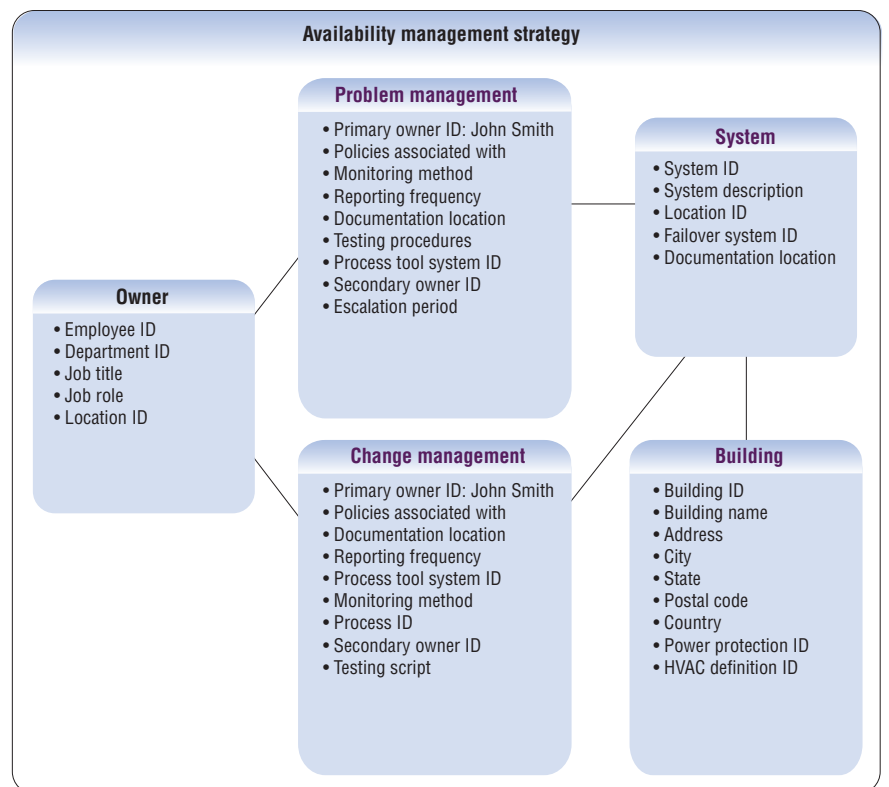 Availability management strategy
Problem management
• Primary owner ID: John Smith
• Policies associated with
• Monitoring method
• Reporting frequency
• Documentation location
• Testing procedures
• Process tool system ID
• Secondary owner ID
• Escalation period
System
• System ID
• System description
• Location ID
• Failover system ID
• Documentation location
Owner
• Employee ID
• Department ID
• Job title
• Job role
• Location ID
Change management
• Primary owner ID: John Smith
• Policies associated with
• Documentation location
• Reporting frequency
• Process tool system ID
• Monitoring method
• Process ID
• Secondary owner ID
• Testing script
Building
• Building ID
• Building name
• Address
• City
• State
• Postal code
• Country
• Power protection ID
• HVAC definition ID